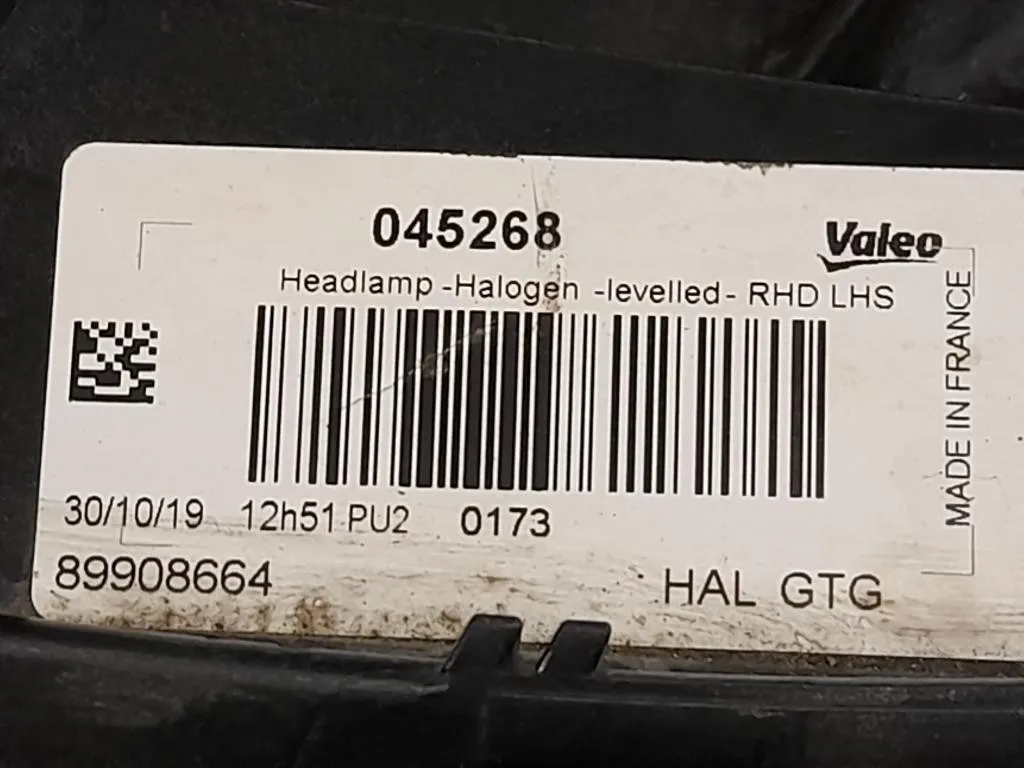 045268
Valeo
Headlamp -Halogen -levelled- RHD LHS
MADE IN FRANCE
30/10/19 12h51 PU2 0173
89908664 HAL GTG